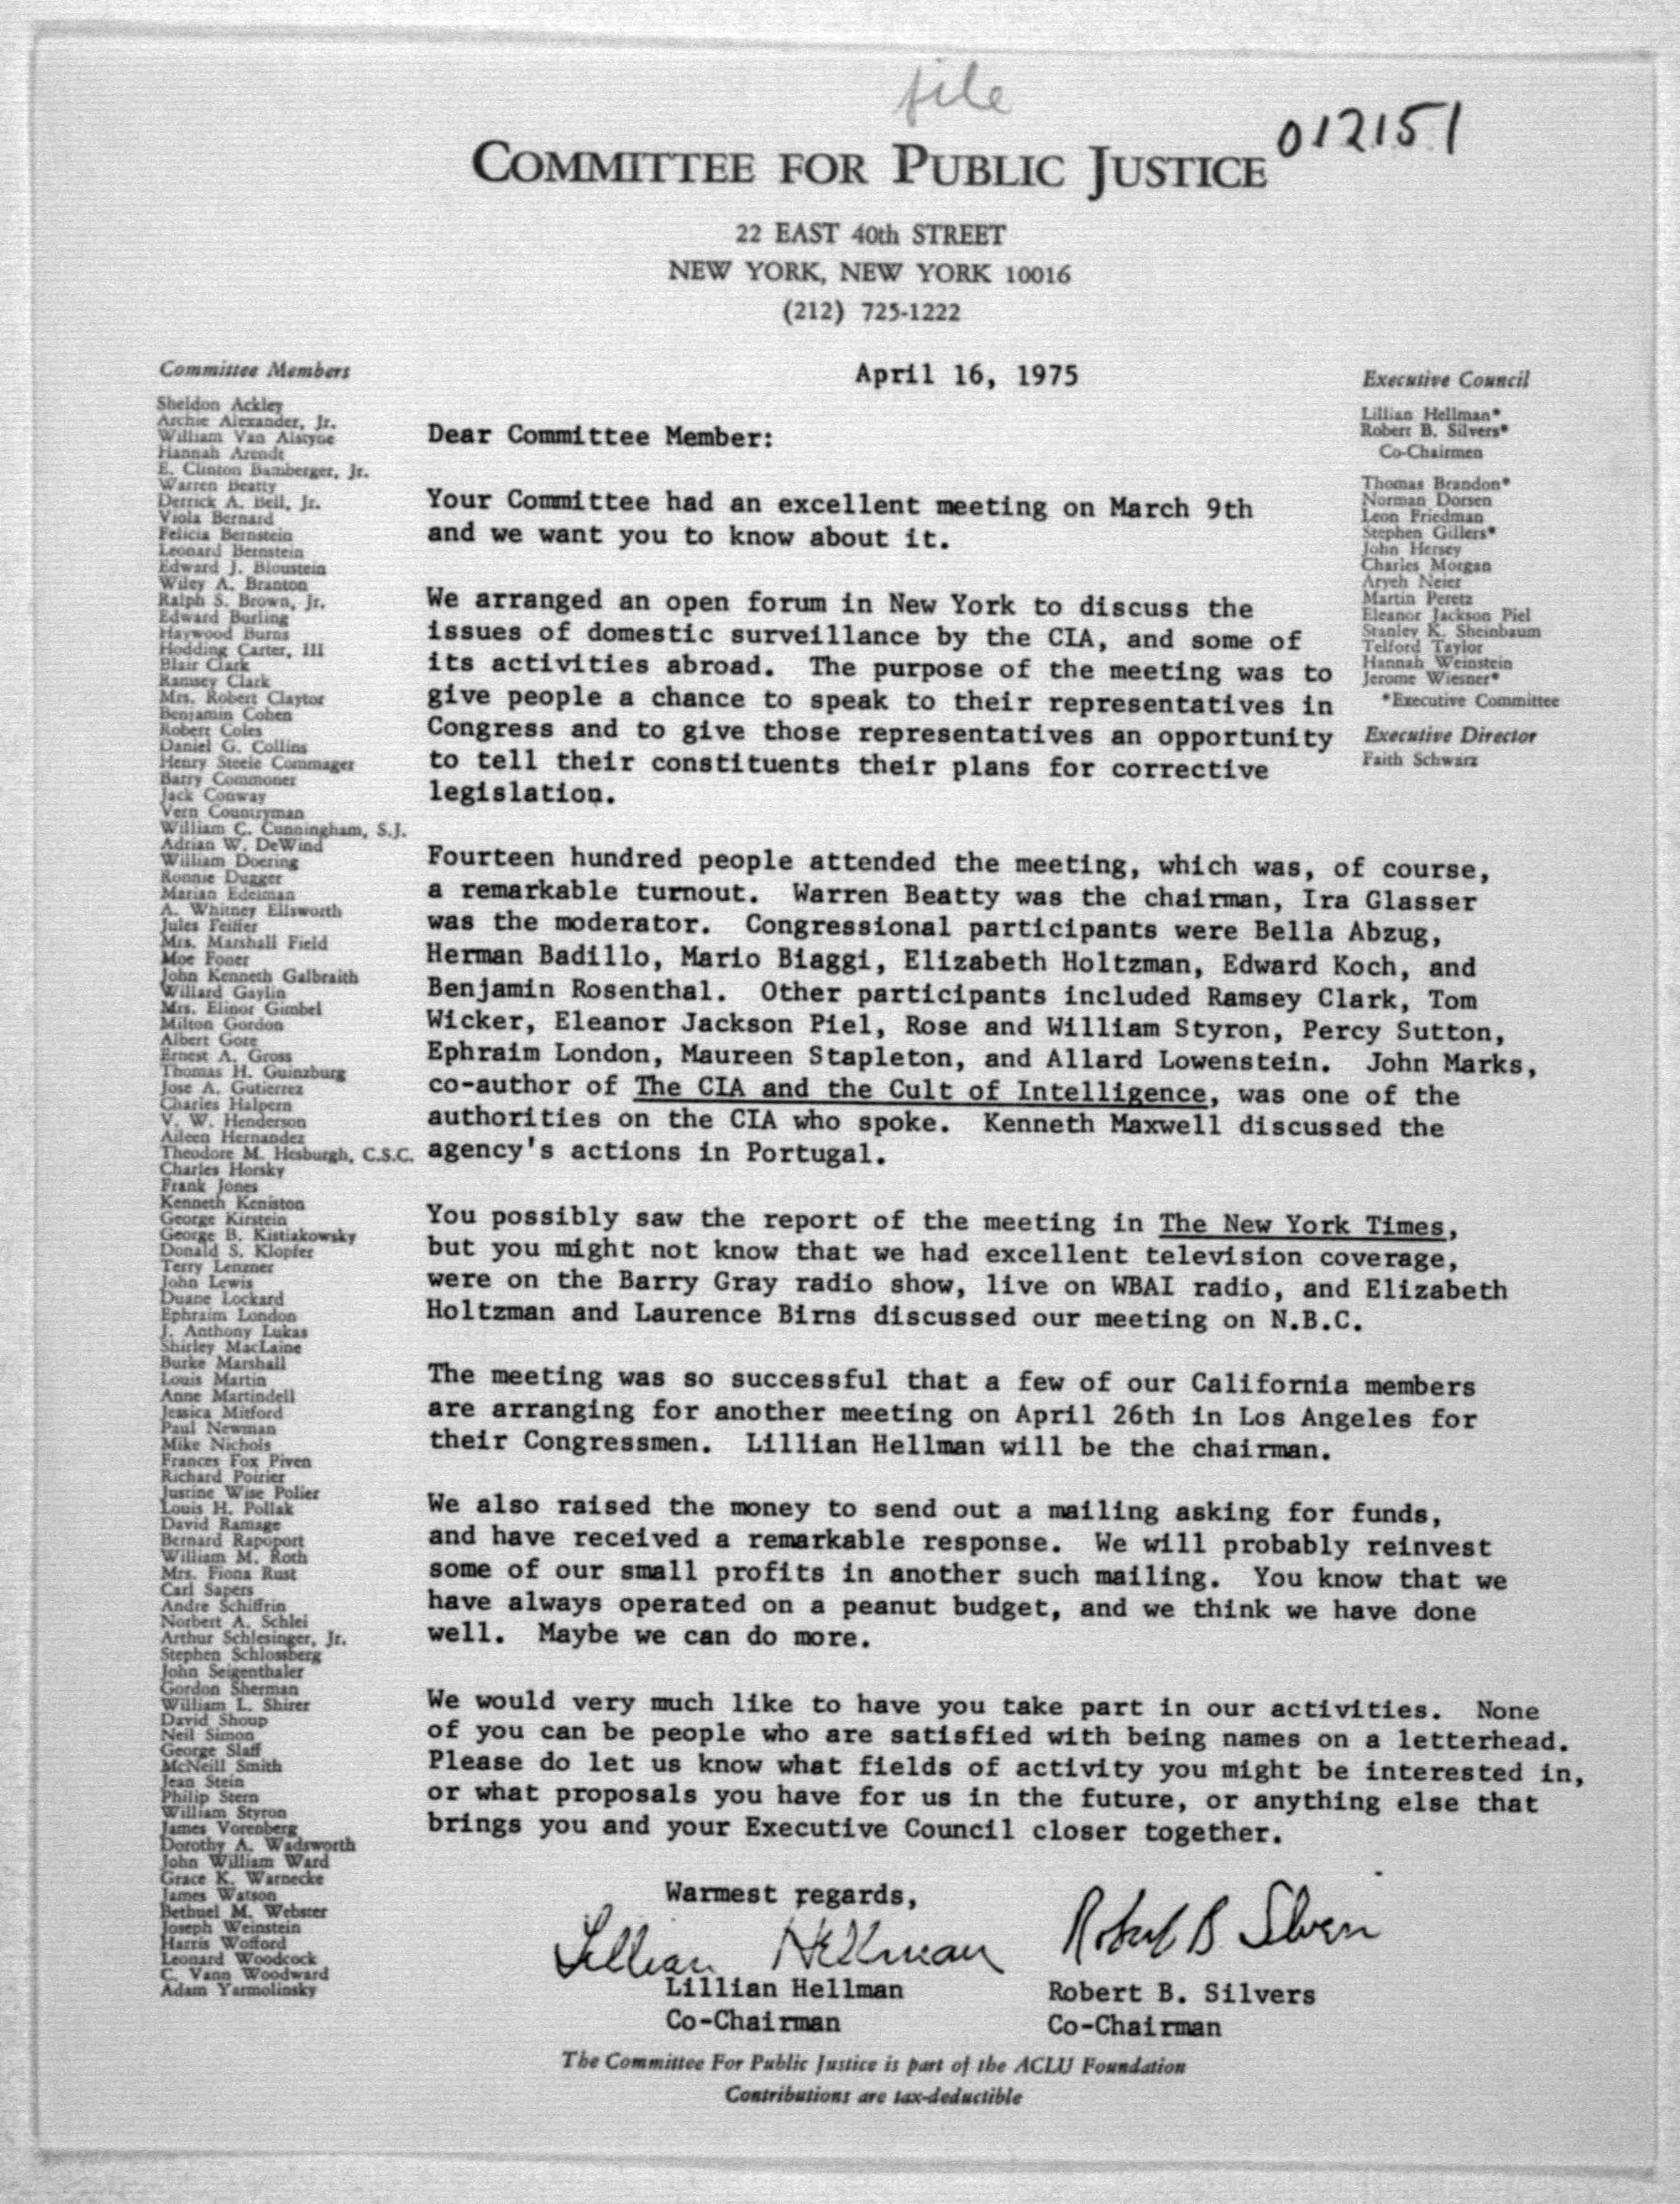 file
012151
COMMITTEE FOR PUBLIC JUSTICE
22 EAST 40th STREET
NEW YORK, NEW YORK 10016
(212) 725-1222
April 16, 1975
Committee Members
Sheldon Ackley
Archie Alexander, Jr.
William Van Alstyne
Hannah Arendt
E. Clinton Bamberger, Jr.
Warren Beatty
Derrick A. Bell, Jr.
Viola Bernard
Felicia Bernstein
Leonard Bernstein
Edward J. Bloustein
Wiley A. Branton
Ralph S. Brown, Jr.
Edward Burling
Haywood Burns
Hodding Carter, III
Blair Clark
Ramsey Clark
Mrs. Robert Claytor
Benjamin Cohen
Robert Coles
Daniel G. Collins
Henry Steele Commager
Barry Commoner
Jack Conway
Vern Countryman
William C. Cunningham, S.J.
Adrian W. DeWind
William Doering
Ronnie Dugger
Marian Edelman
A. Whitney Ellsworth
Jules Feiffer
Mrs. Marshall Field
Moe Foner
John Kenneth Galbraith
Willard Gaylin
Mrs. Elinor Gimbel
Milton Gordon
Albert Gore
Ernest A. Gross
Thomas H. Guinzburg
Jose A. Gutierrez
Charles Halpern
V. W. Henderson
Aileen Hernandez
Theodore M. Hesburgh, C.S.C.
Charles Horsky
Frank Jones
Kenneth Keniston
George Kirstein
George B. Kistiakowsky
Donald S. Klopfer
Terry Lenzner
John Lewis
Duane Lockard
Ephraim London
J. Anthony Lukas
Shirley MacLaine
Burke Marshall
Louis Martin
Anne Martindell
Jessica Mitford
Paul Newman
Mike Nichols
Frances Fox Piven
Richard Poirier
Justine Wise Polier
Louis H. Pollak
David Ramage
Bernard Rapoport
William M. Roth
Mrs. Fiona Rust
Carl Sapers
Andre Schiffrin
Norbert A. Schlei
Arthur Schlesinger, Jr.
Stephen Schlossberg
John Seigenthaler
Gordon Sherman
William L. Shirer
David Shoup
Neil Simon
George Slaff
McNeill Smith
Jean Stein
Philip Stern
William Styron
James Vorenberg
Dorothy A. Wadsworth
John William Ward
Grace K. Warnecke
James Watson
Bethuel M. Webster
Joseph Weinstein
Harris Wofford
Leonard Woodcock
C. Vann Woodward
Adam Yarmolinsky
Executive Council
Lillian Hellman*
Robert B. Silvers*
Co-Chairmen
Thomas Brandon*
Norman Dorsen
Leon Friedman
Stephen Gillers*
John Hersey
Charles Morgan
Aryeh Neier
Martin Peretz
Eleanor Jackson Piel
Stanley K. Sheinbaum
Telford Taylor
Hannah Weinstein
Jerome Wiesner*
*Executive Committee
Executive Director
Faith Schwarz
Dear Committee Member:
Your Committee had an excellent meeting on March 9th
and we want you to know about it.
We arranged an open forum in New York to discuss the
issues of domestic surveillance by the CIA, and some of
its activities abroad. The purpose of the meeting was to
give people a chance to speak to their representatives in
Congress and to give those representatives an opportunity
to tell their constituents their plans for corrective
legislation.
Fourteen hundred people attended the meeting, which was, of course,
a remarkable turnout. Warren Beatty was the chairman, Ira Glasser
was the moderator. Congressional participants were Bella Abzug,
Herman Badillo, Mario Biaggi, Elizabeth Holtzman, Edward Koch, and
Benjamin Rosenthal. Other participants included Ramsey Clark, Tom
Wicker, Eleanor Jackson Piel, Rose and William Styron, Percy Sutton,
Ephraim London, Maureen Stapleton, and Allard Lowenstein. John Marks,
co-author of The CIA and the Cult of Intelligence, was one of the
authorities on the CIA who spoke. Kenneth Maxwell discussed the
agency's actions in Portugal.
You possibly saw the report of the meeting in The New York Times,
but you might not know that we had excellent television coverage,
were on the Barry Gray radio show, live on WBAI radio, and Elizabeth
Holtzman and Laurence Birns discussed our meeting on N.B.C.
The meeting was so successful that a few of our California members
are arranging for another meeting on April 26th in Los Angeles for
their Congressmen. Lillian Hellman will be the chairman.
We also raised the money to send out a mailing asking for funds,
and have received a remarkable response. We will probably reinvest
some of our small profits in another such mailing. You know that we
have always operated on a peanut budget, and we think we have done
well. Maybe we can do more.
We would very much like to have you take part in our activities. None
of you can be people who are satisfied with being names on a letterhead.
Please do let us know what fields of activity you might be interested in,
or what proposals you have for us in the future, or anything else that
brings you and your Executive Council closer together.
Warmest regards,
Lillian Hellman
Robert B Silvers
Lillian Hellman
Co-Chairman
Robert B. Silvers
Co-Chairman
The Committee For Public Justice is part of the ACLU Foundation
Contributions are tax-deductible